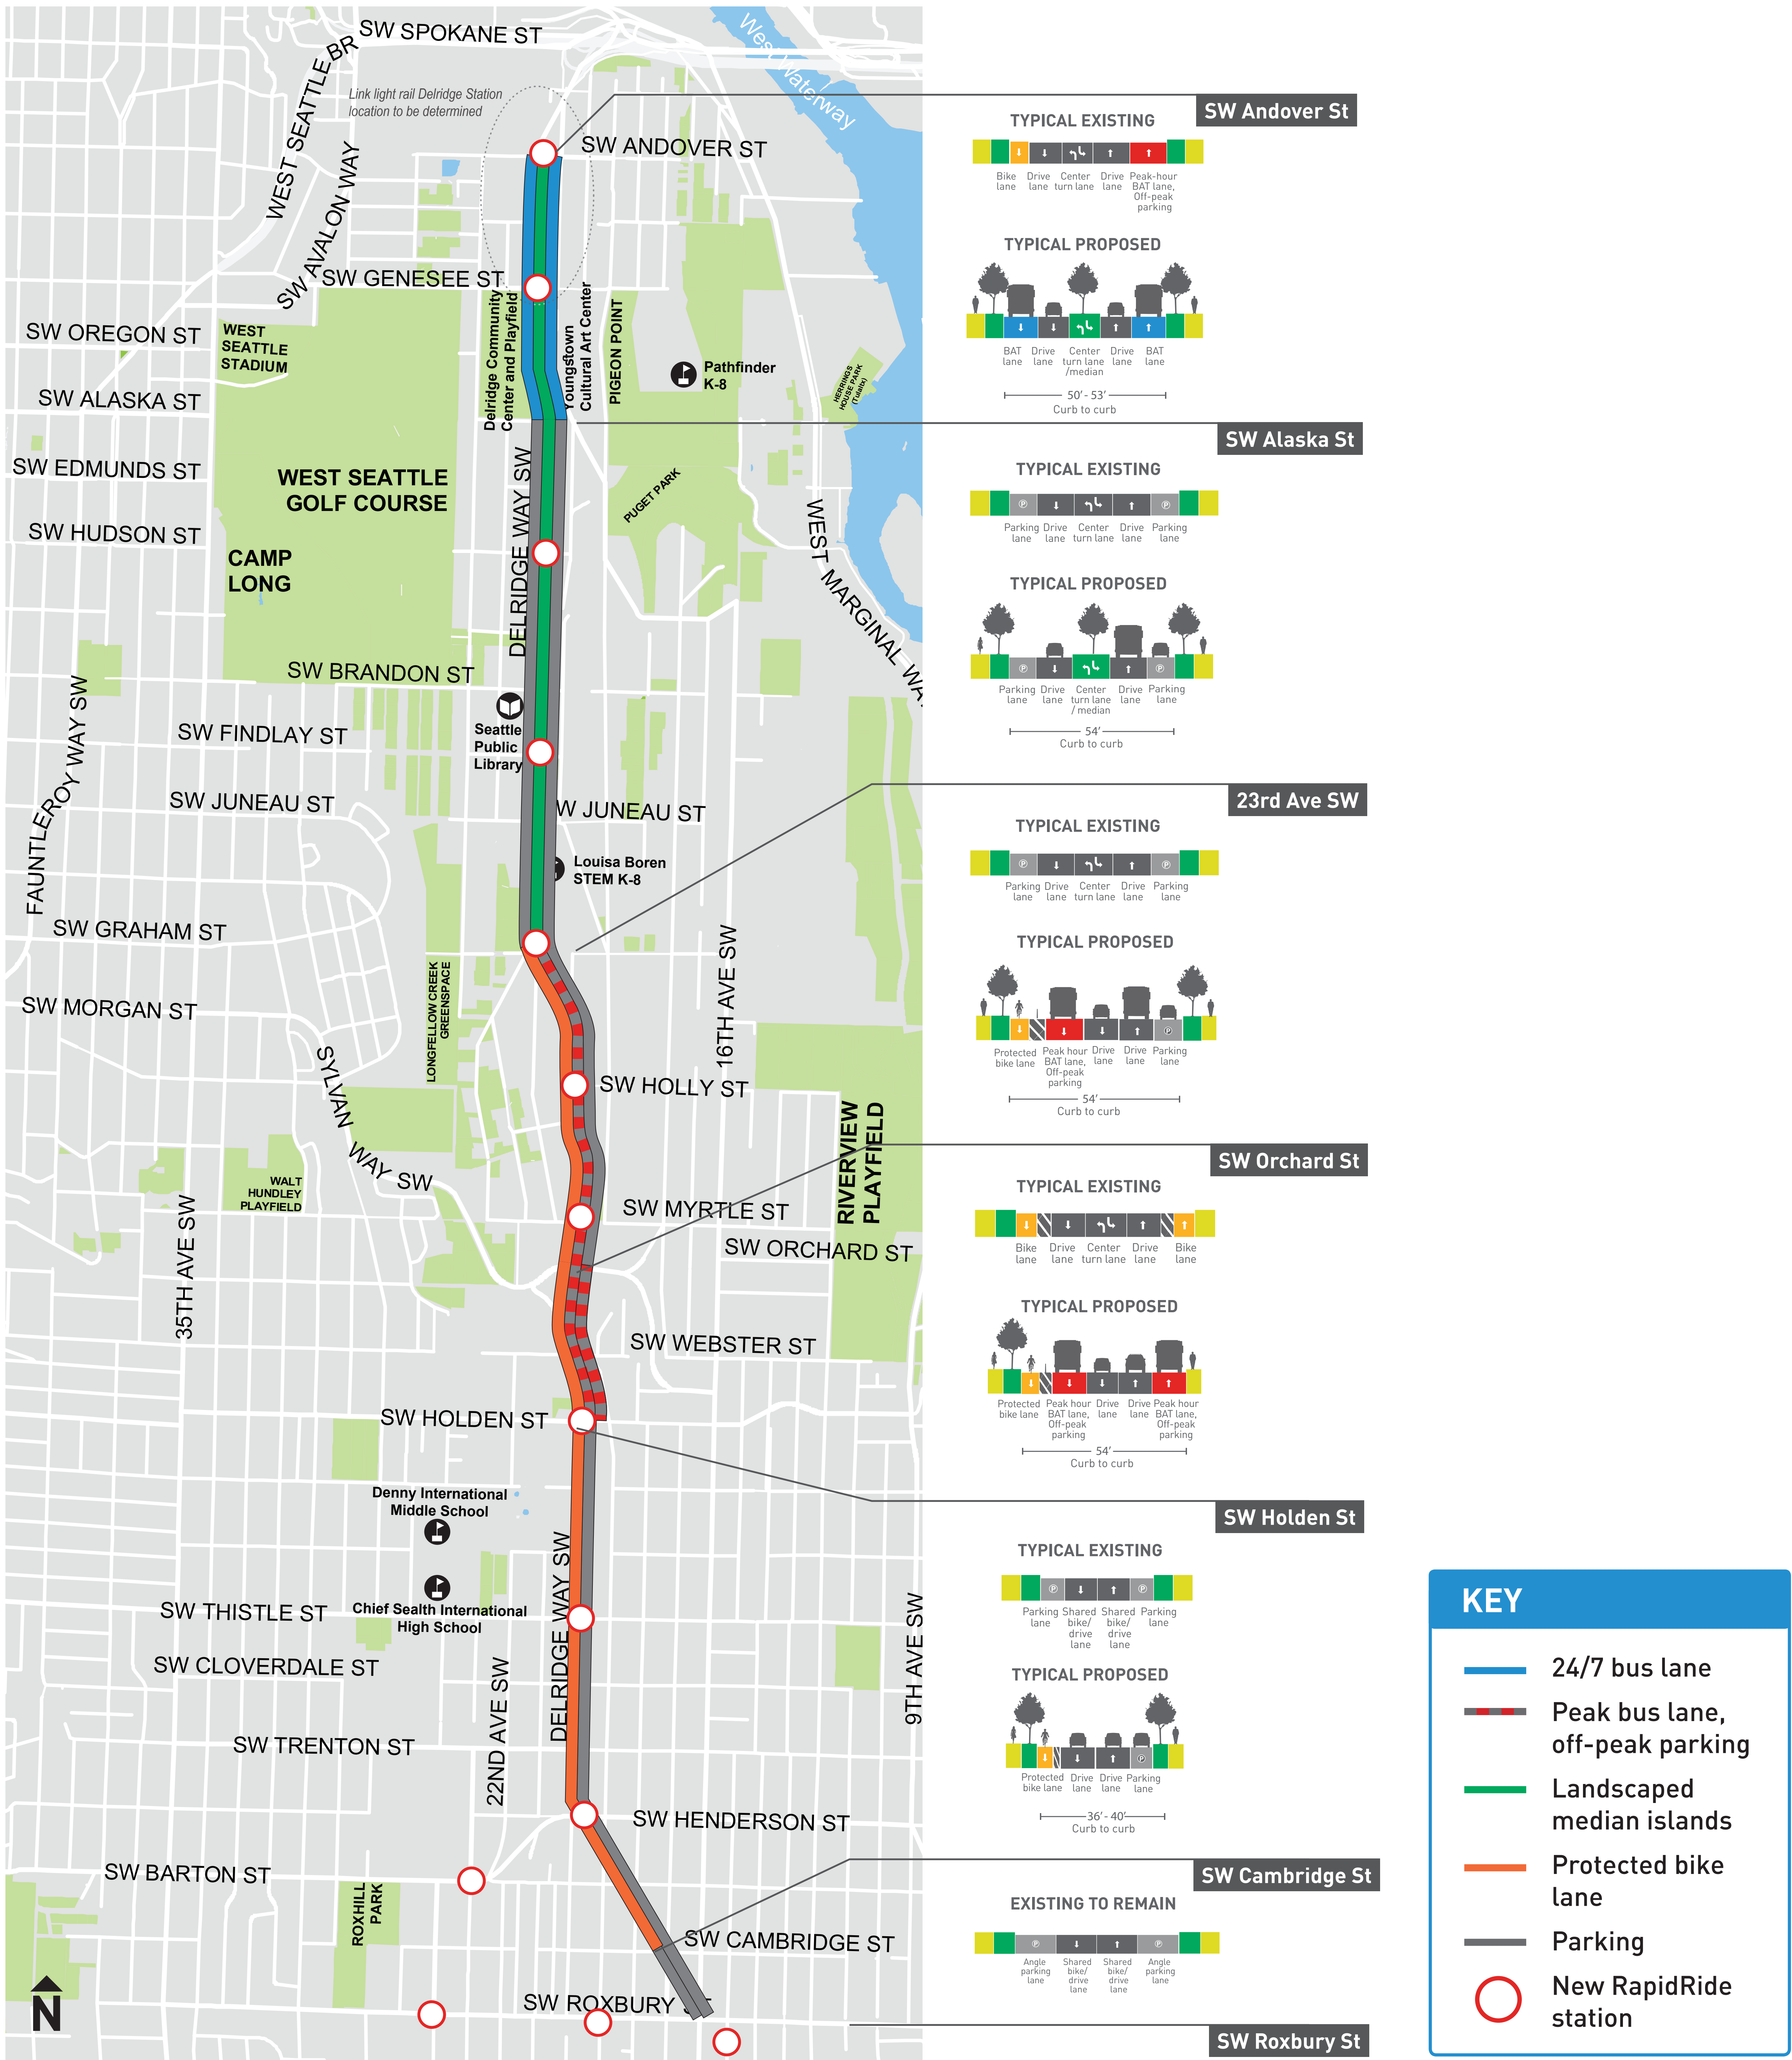 SW SPOKANE ST
WEST SEATTLE BR
West Waterway
Link light rail Delridge Station
location to be determined
SW ANDOVER ST
SW AVALON WAY
SW GENESEE ST
SW OREGON ST
WEST
SEATTLE
STADIUM
Delridge Community
Center and Playfield
Youngstown
Cultural Art Center
PIGEON POINT
Pathfinder
K-8
HERRINGS
HOUSE PARK
(Tulaltx)
SW ALASKA ST
SW EDMUNDS ST
WEST SEATTLE
GOLF COURSE
DELRIDGE WAY SW
PUGET PARK
SW HUDSON ST
CAMP
LONG
WEST MARGINAL WA
SW BRANDON ST
FAUNTLEROY WAY SW
SW FINDLAY ST
Seattle
Public
Library
SW JUNEAU ST
W JUNEAU ST
Louisa Boren
STEM K-8
SW GRAHAM ST
LONGFELLOW CREEK
GREENSPACE
16TH AVE SW
SW MORGAN ST
SYLVAN WAY SW
SW HOLLY ST
RIVERVIEW
PLAYFIELD
WALT
HUNDLEY
PLAYFIELD
35TH AVE SW
SW MYRTLE ST
SW ORCHARD ST
SW WEBSTER ST
SW HOLDEN ST
Denny International
Middle School
DELRIDGE WAY SW
Chief Sealth International
High School
SW THISTLE ST
9TH AVE SW
SW CLOVERDALE ST
22ND AVE SW
SW TRENTON ST
SW HENDERSON ST
SW BARTON ST
ROXHILL
PARK
SW CAMBRIDGE ST
SW ROXBURY ST
N
SW Andover St
TYPICAL EXISTING
Bike lane
Drive lane
Center turn lane
Drive lane
Peak-hour BAT lane, Off-peak parking
TYPICAL PROPOSED
BAT lane
Drive lane
Center turn lane /median
Drive lane
BAT lane
50' - 53'
Curb to curb
SW Alaska St
TYPICAL EXISTING
P
P
Parking lane
Drive lane
Center turn lane
Drive lane
Parking lane
TYPICAL PROPOSED
P
P
Parking lane
Drive lane
Center turn lane / median
Drive lane
Parking lane
54'
Curb to curb
23rd Ave SW
TYPICAL EXISTING
P
P
Parking lane
Drive lane
Center turn lane
Drive lane
Parking lane
TYPICAL PROPOSED
P
Protected bike lane
Peak hour BAT lane, Off-peak parking
Drive lane
Drive lane
Parking lane
54'
Curb to curb
SW Orchard St
TYPICAL EXISTING
Bike lane
Drive lane
Center turn lane
Drive lane
Bike lane
TYPICAL PROPOSED
Protected bike lane
Peak hour BAT lane, Off-peak parking
Drive lane
Drive lane
Peak hour BAT lane, Off-peak parking
54'
Curb to curb
SW Holden St
TYPICAL EXISTING
P
P
Parking lane
Shared bike/ drive lane
Shared bike/ drive lane
Parking lane
TYPICAL PROPOSED
P
Protected bike lane
Drive lane
Drive lane
Parking lane
36' - 40'
Curb to curb
SW Cambridge St
EXISTING TO REMAIN
P
P
Angle parking lane
Shared bike/ drive lane
Shared bike/ drive lane
Angle parking lane
SW Roxbury St
KEY
24/7 bus lane
Peak bus lane,
off-peak parking
Landscaped
median islands
Protected bike
lane
Parking
New RapidRide
station